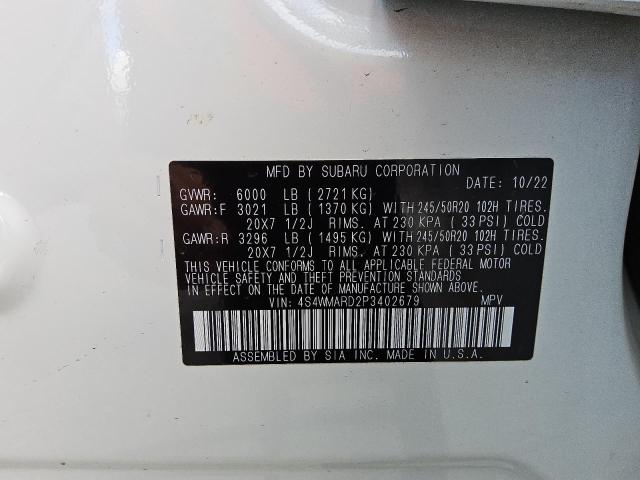 MFD BY SUBARU CORPORATION
DATE: 10/22
GVWR: 6000 LB ( 2721 KG)
GAWR:F 3021 LB ( 1370 KG) WITH 245/50R20 102H TIRES.
20X7 1/2J RIMS. AT 230 KPA ( 33 PSI) COLD
GAWR:R 3296 LB ( 1495 KG) WITH 245/50R20 102H TIRES.
20X7 1/2J RIMS. AT 230 KPA ( 33 PSI) COLD
THIS VEHICLE CONFORMS TO ALL APPLICABLE FEDERAL MOTOR
VEHICLE SAFETY AND THEFT PREVENTION STANDARDS
IN EFFECT ON THE DATE OF MANUFACTURE SHOWN ABOVE.
VIN: 4S4WMARD2P3402679 MPV
ASSEMBLED BY SIA INC. MADE IN U.S.A.